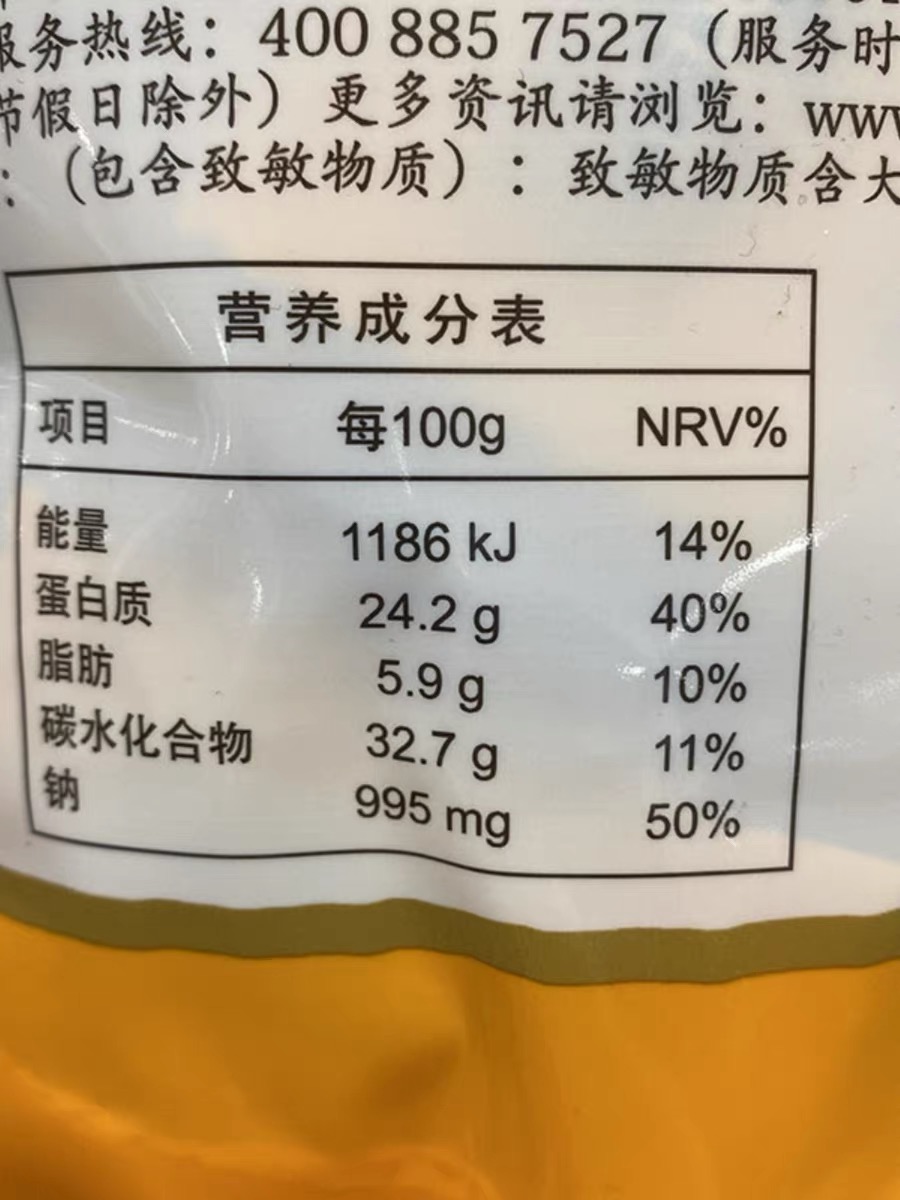 服务热线：400 885 7527（服务时
节假日除外）更多资讯请浏览：www
：（包含致敏物质）：致敏物质含大
营养成分表
项目 每100g NRV%
能量 1186 kJ 14%
蛋白质 24.2 g 40%
脂肪 5.9 g 10%
碳水化合物 32.7 g 11%
钠 995 mg 50%